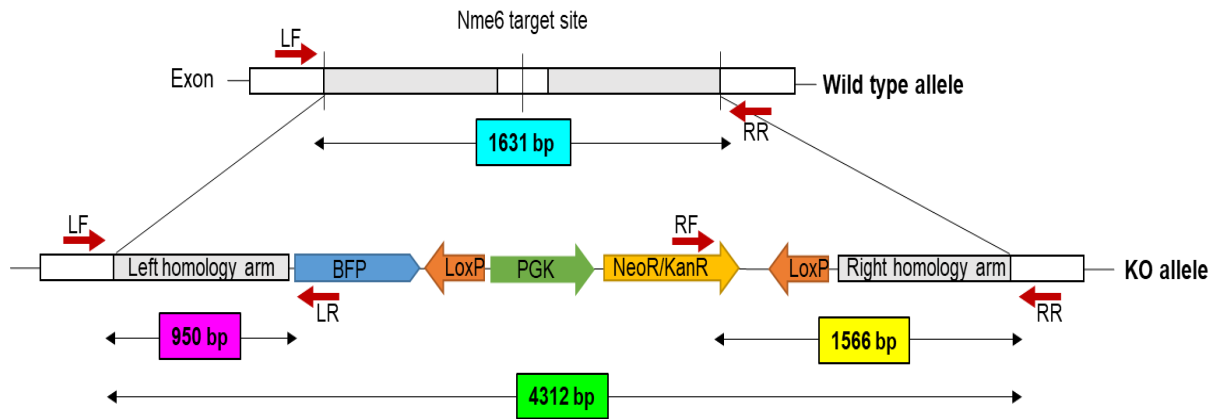 Nme6 target site
LF
Exon
Wild type allele
RR
1631 bp
LF
RF
Left homology arm
BFP
LoxP
PGK
NeoR/KanR
LoxP
Right homology arm
KO allele
LR
RR
950 bp
1566 bp
4312 bp